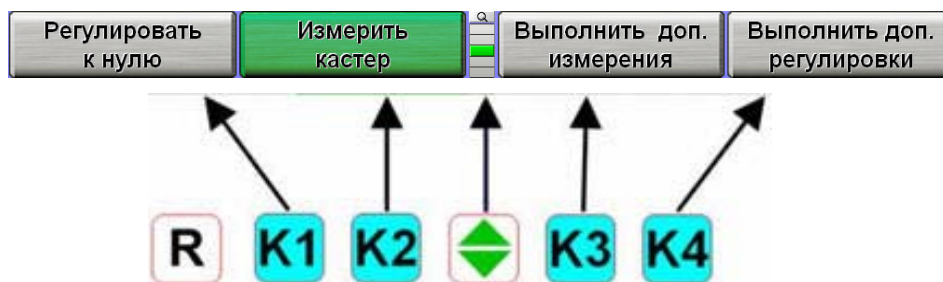 Регулировать
к нулю
Измерить
кастер
Выполнить доп.
измерения
Выполнить доп.
регулировки
R K1 K2 K3 K4